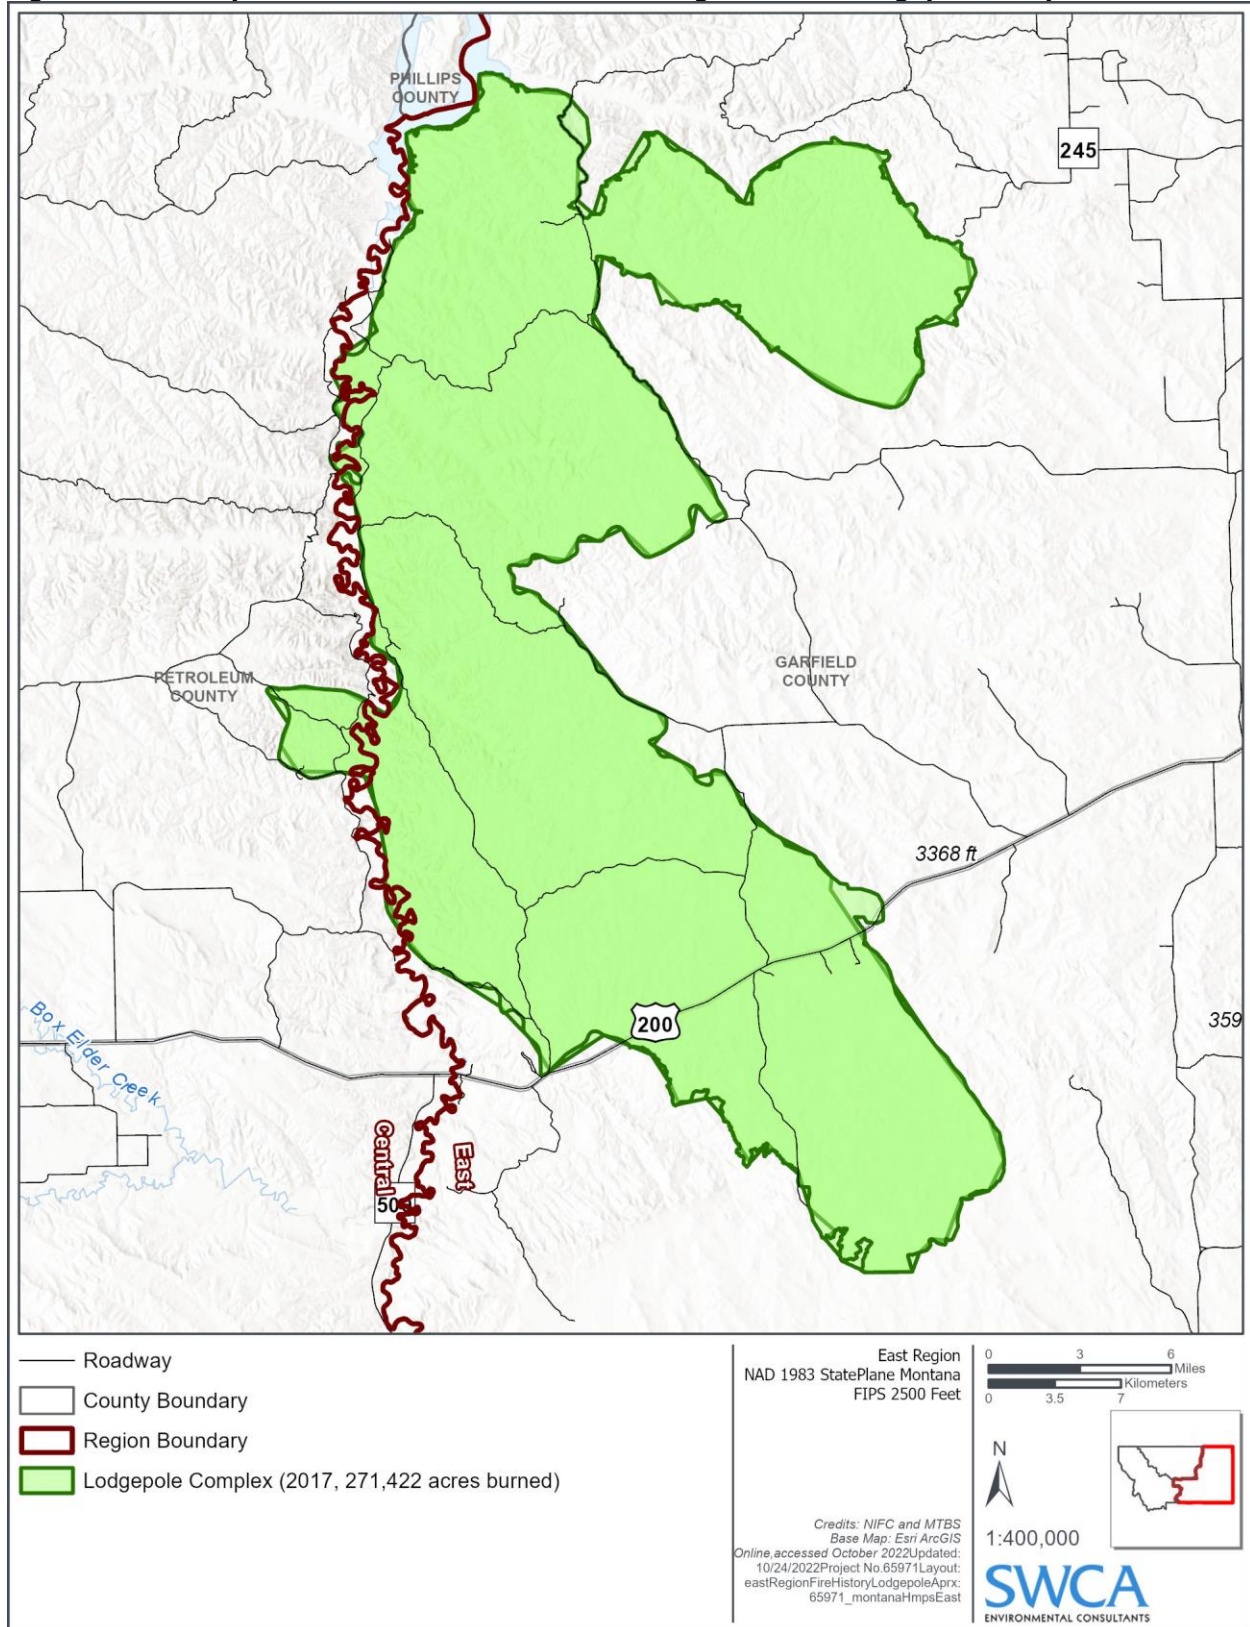 PHILLIPS
COUNTY
245
PETROLEUM
COUNTY
GARFIELD
COUNTY
3368 ft
200
359
Box Elder Creek
Central
East
50
Roadway
County Boundary
Region Boundary
Lodgepole Complex (2017, 271,422 acres burned)
East Region
NAD 1983 StatePlane Montana
FIPS 2500 Feet
0 3 6
Miles
Kilometers
0 3.5 7
N
1:400,000
Credits: NIFC and MTBS
Base Map: Esri ArcGIS
Online,accessed October 2022Updated:
10/24/2022Project No.65971Layout:
eastRegionFireHistoryLodgepoleAprx:
65971_montanaHmpsEast
SWCA
ENVIRONMENTAL CONSULTANTS